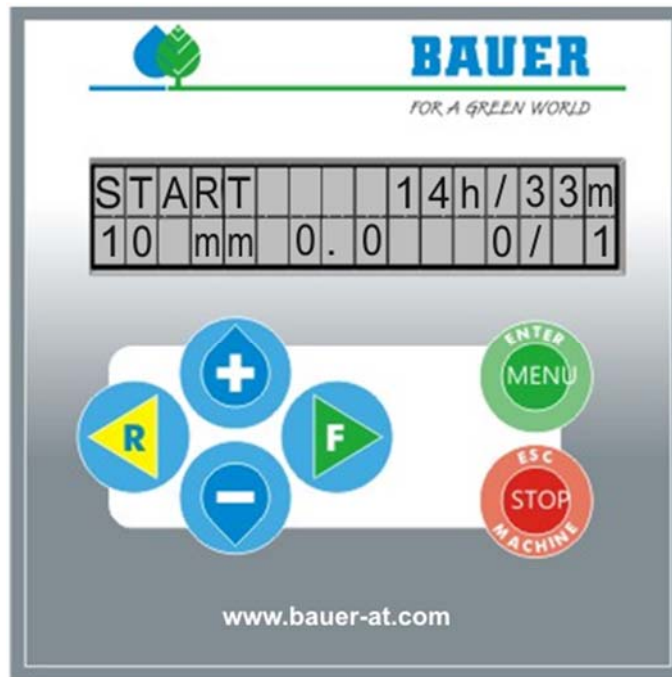 BAUER
FOR A GREEN WORLD
START 14h/33m
10 mm 0.0 0/ 1
+
ENTER
MENU
R
F
−
ESC
STOP
MACHINE
www.bauer-at.com